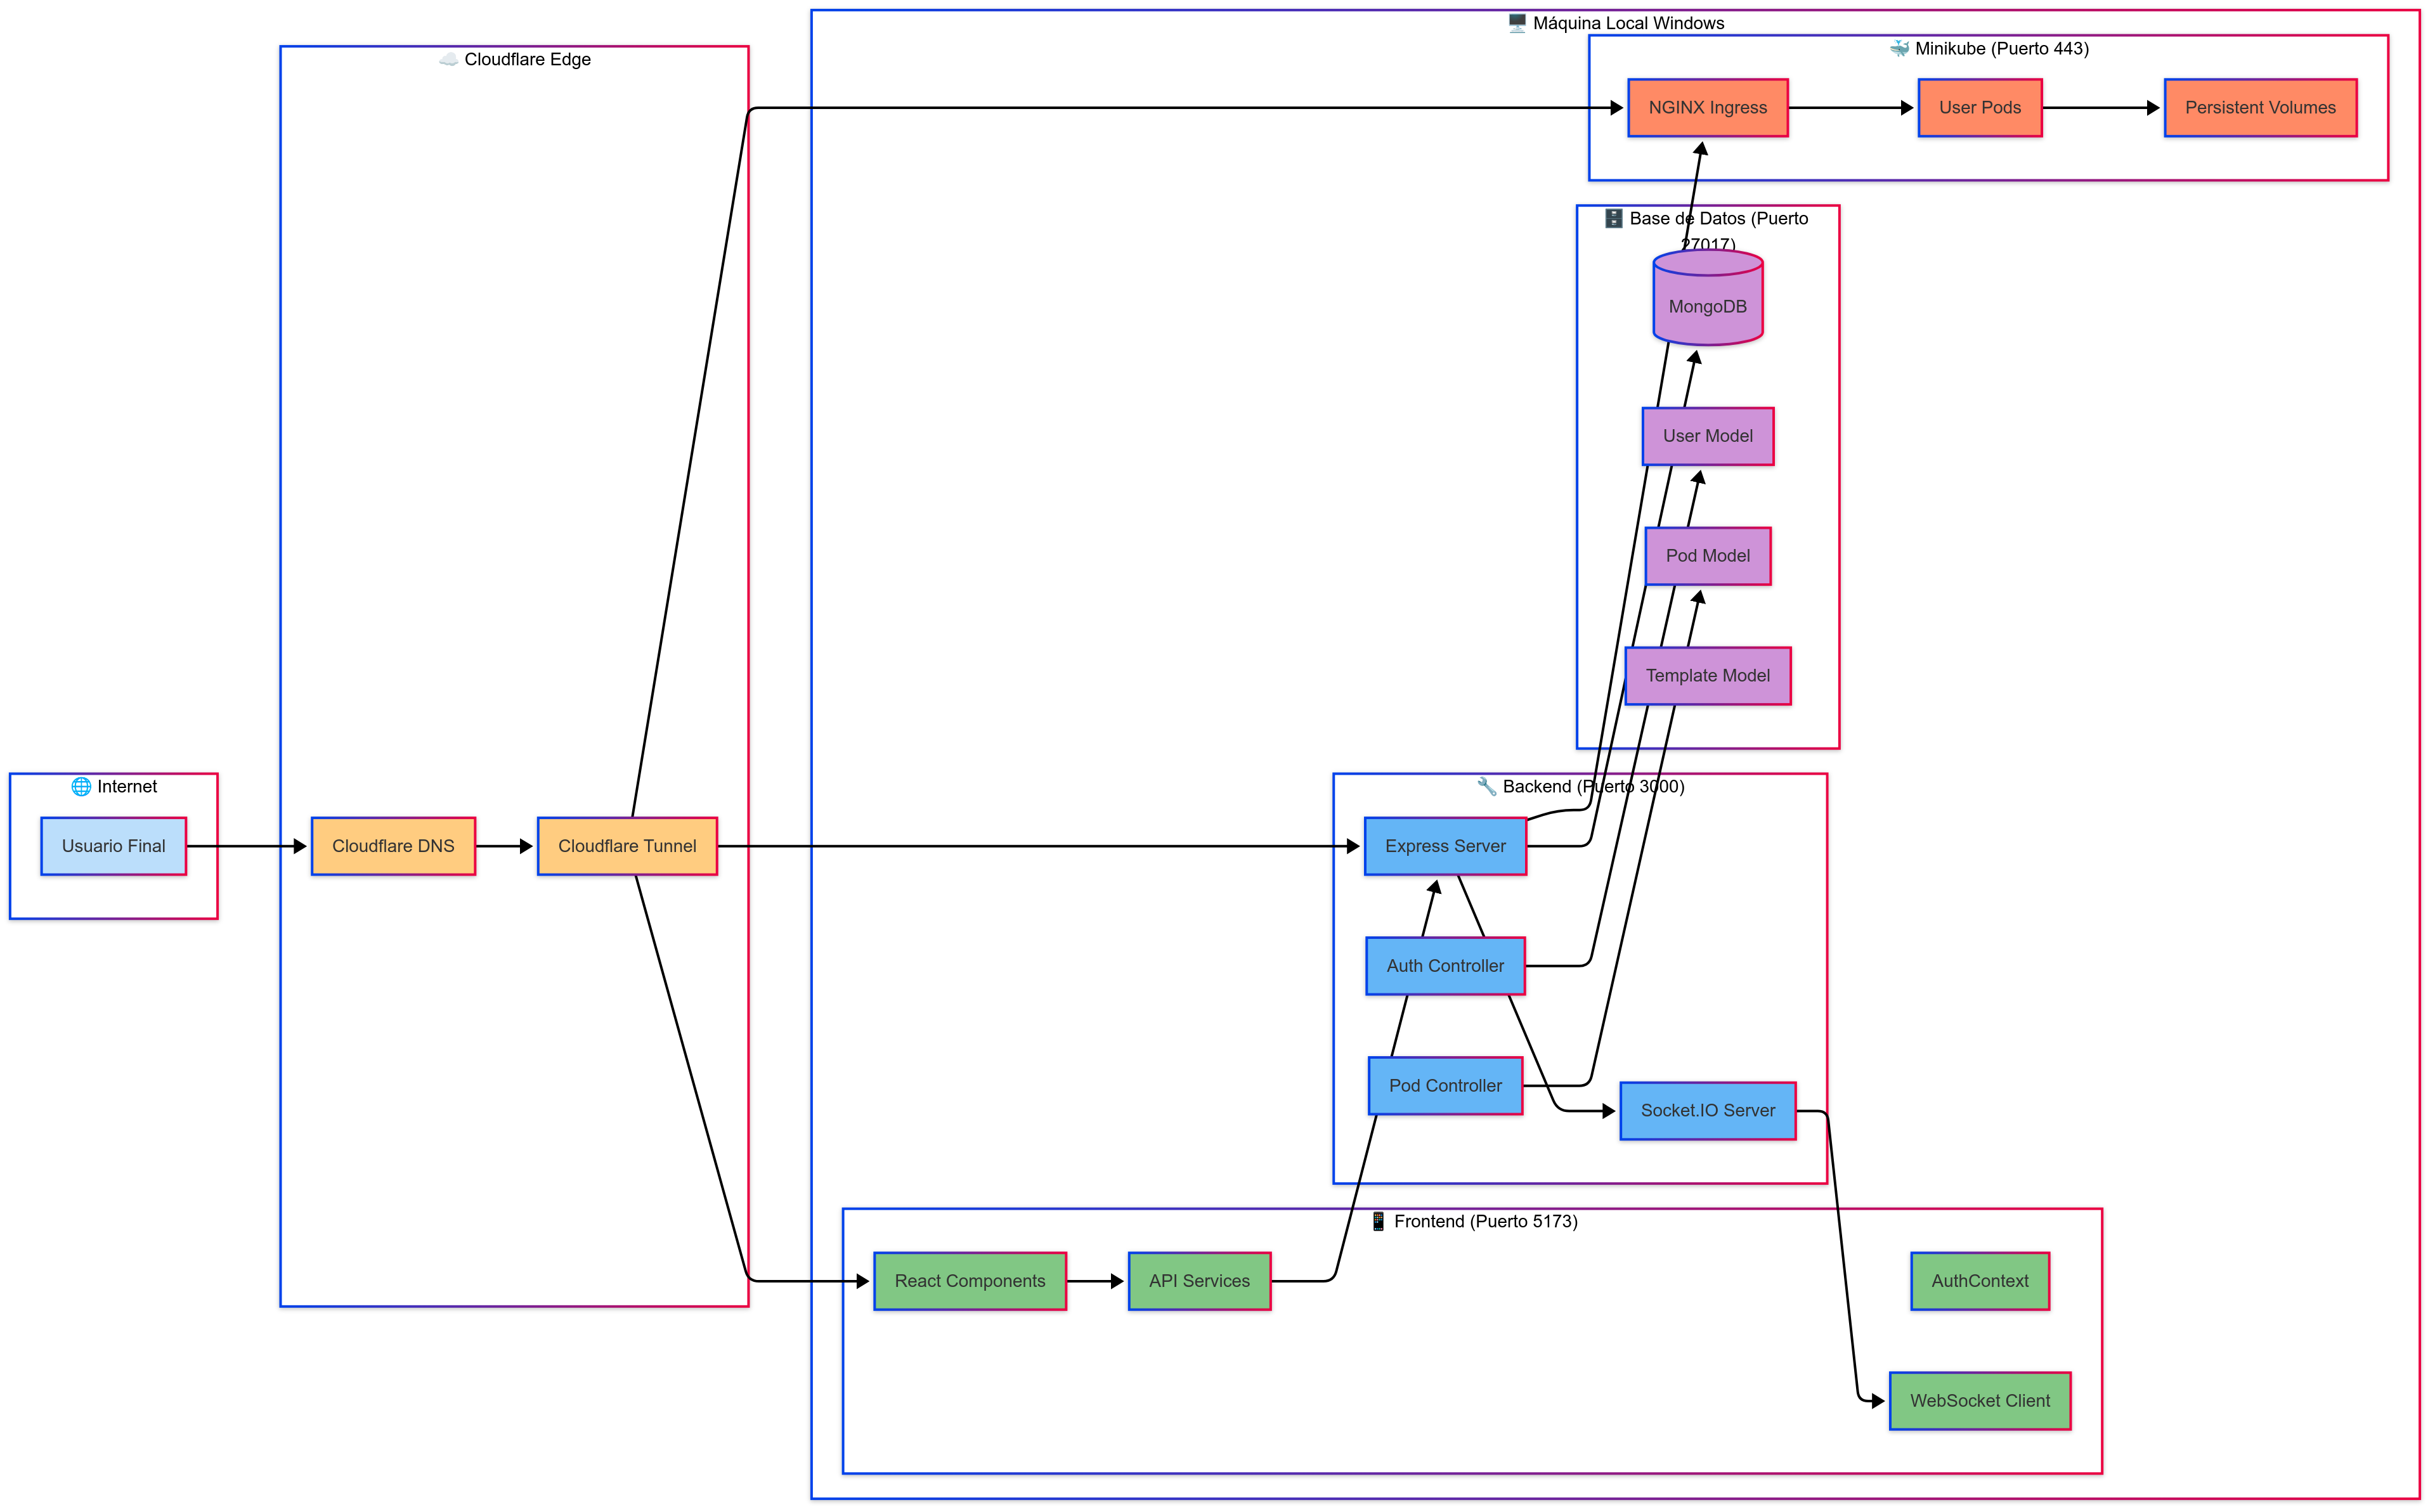 🖥️ Máquina Local Windows
🐳 Minikube (Puerto 443)
☁️ Cloudflare Edge
NGINX Ingress
User Pods
Persistent Volumes
🗄️ Base de Datos (Puerto
27017)
MongoDB
User Model
Pod Model
Template Model
🌐 Internet
🔧 Backend (Puerto 3000)
Usuario Final
Cloudflare DNS
Cloudflare Tunnel
Express Server
Auth Controller
Pod Controller
Socket.IO Server
📱 Frontend (Puerto 5173)
React Components
API Services
AuthContext
WebSocket Client